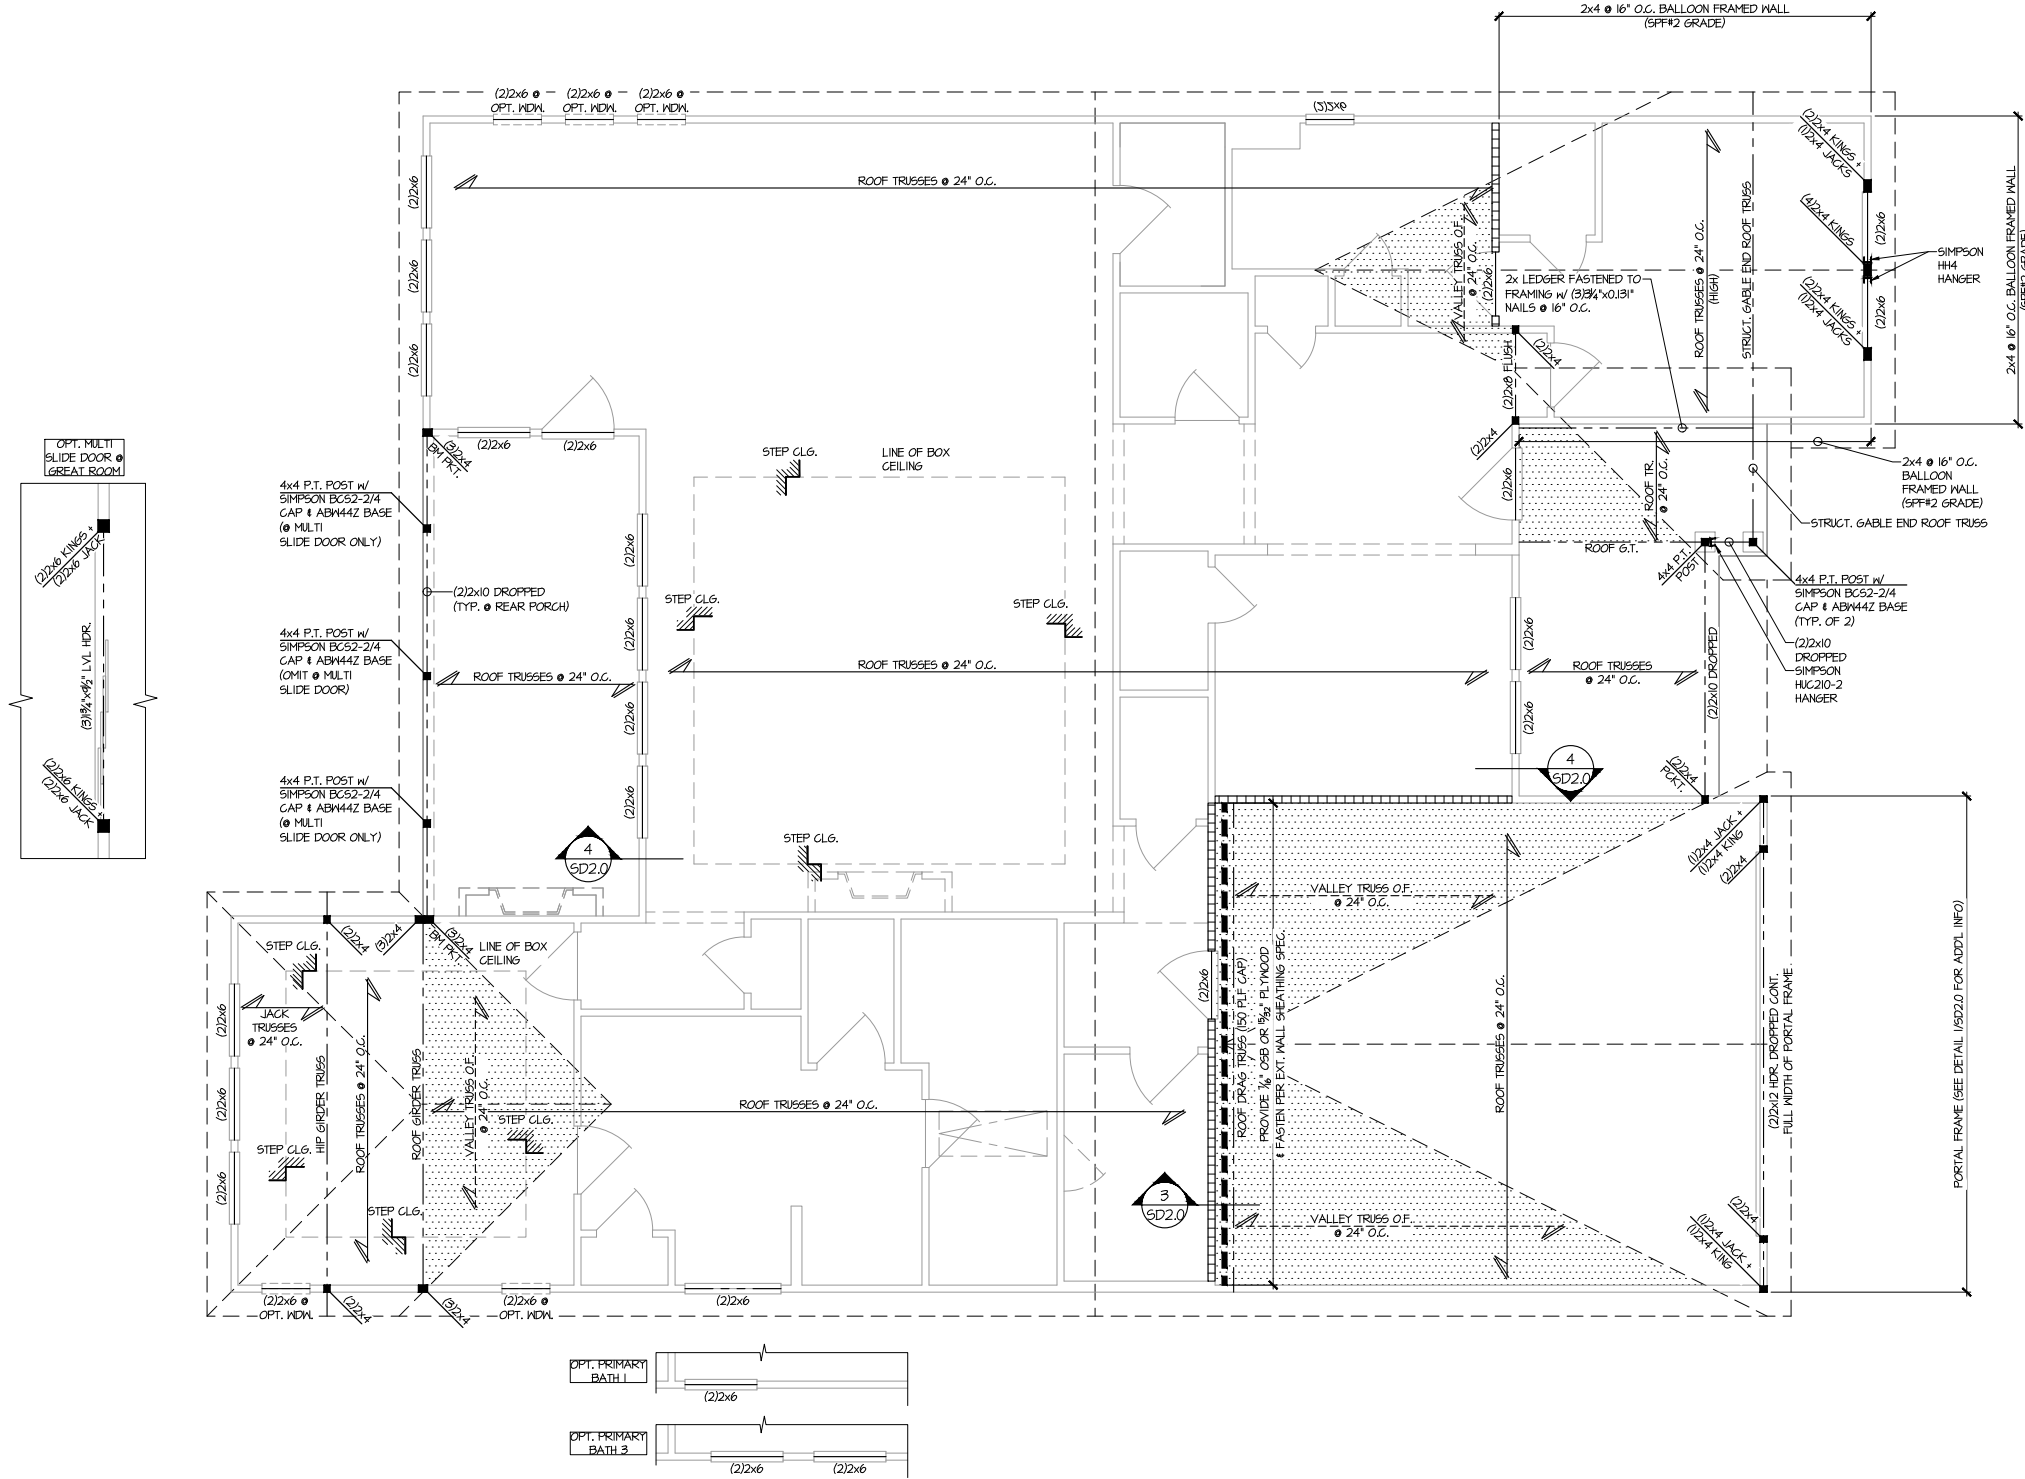 2x4 @ 16" O.C. BALLOON FRAMED WALL
(SPF#2 GRADE)
(2)2x6 @
OPT. WDW.
(2)2x6 @
OPT. WDW.
(2)2x6 @
OPT. WDW.
(2)2x6
(2)2x4 KINGS +
(1)2x4 JACKS
2x4 @ 16" O.C. BALLOON FRAMED WALL
(SPF#2 GRADE)
(2)2x6
ROOF TRUSSES @ 24" O.C.
VALLEY TRUSS O.F.
@ 24" O.C.
(2)2x6
ROOF TRUSSES @ 24" O.C.
(HIGH)
STRUCT. GABLE END ROOF TRUSS
(4)2x4 KINGS
(2)2x6
SIMPSON
HH4
HANGER
(2)2x6
2x LEDGER FASTENED TO
FRAMING W/ (3)3¼"x0.131"
NAILS @ 16" O.C.
(2)2x4 KINGS +
(1)2x4 JACKS
(2)2x6
(2)2x6
(2)2x8 FLUSH
(2)2x4
(2)2x4
(3)2x4
BM PKT.
(2)2x6
(2)2x6
OPT. MULTI
SLIDE DOOR @
GREAT ROOM
(2)2x6 KINGS +
(2)2x6 JACK
(3)1¾"x9½" LVL HDR.
(2)2x6 KINGS +
(2)2x6 JACK
4x4 P.T. POST W/
SIMPSON BCS2-2/4
CAP & ABW44Z BASE
(@ MULTI
SLIDE DOOR ONLY)
(2)2x10 DROPPED
(TYP. @ REAR PORCH)
4x4 P.T. POST W/
SIMPSON BCS2-2/4
CAP & ABW44Z BASE
(OMIT @ MULTI
SLIDE DOOR)
4x4 P.T. POST W/
SIMPSON BCS2-2/4
CAP & ABW44Z BASE
(@ MULTI
SLIDE DOOR ONLY)
STEP CLG.
LINE OF BOX
CEILING
(2)2x6
(2)2x6
(2)2x6
(2)2x6
STEP CLG.
STEP CLG.
STEP CLG.
ROOF TRUSSES @ 24" O.C.
ROOF TRUSSES @ 24" O.C.
(2)2x6
ROOF TR.
@ 24" O.C.
2x4 @ 16" O.C.
BALLOON
FRAMED WALL
(SPF#2 GRADE)
STRUCT. GABLE END ROOF TRUSS
ROOF G.T.
4x4 P.T.
POST
4x4 P.T. POST W/
SIMPSON BCS2-2/4
CAP & ABW44Z BASE
(TYP. OF 2)
(2)2x10
DROPPED
SIMPSON
HUC210-2
HANGER
(2)2x6
(2)2x6
ROOF TRUSSES
@ 24" O.C.
(2)2x10 DROPPED
4
SD2.0
(2)2x4
PCKT.
4
SD2.0
(1)2x4 JACK +
(1)2x4 KING
(2)2x4
VALLEY TRUSS O.F.
@ 24" O.C.
(2)2x6
ROOF DRAG TRUSS (150 PLF CAP)
PROVIDE 7/16" OSB OR 15/32" PLYWOOD
& FASTEN PER EXT. WALL SHEATHING SPEC.
ROOF TRUSSES @ 24" O.C.
(2)2x12 HDR. DROPPED CONT.
FULL WIDTH OF PORTAL FRAME.
PORTAL FRAME (SEE DETAIL 1/SD2.0 FOR ADD'L INFO)
VALLEY TRUSS O.F.
@ 24" O.C.
(2)2x4
(1)2x4 JACK +
(1)2x4 KING
3
SD2.0
(2)2x4
(3)2x4
(3)2x4
BM PKT.
LINE OF BOX
CEILING
STEP CLG.
JACK
TRUSSES
@ 24" O.C.
(2)2x6
(2)2x6
(2)2x6
HIP GIRDER TRUSS
ROOF TRUSSES @ 24" O.C.
ROOF GIRDER TRUSS
VALLEY TRUSS O.F.
@ 24" O.C.
STEP CLG.
STEP CLG.
STEP CLG.
ROOF TRUSSES @ 24" O.C.
(2)2x6 @
OPT. WDW.
(2)2x4
(3)2x4
(2)2x6 @
OPT. WDW.
(2)2x6
OPT. PRIMARY
BATH 1
(2)2x6
OPT. PRIMARY
BATH 3
(2)2x6
(2)2x6